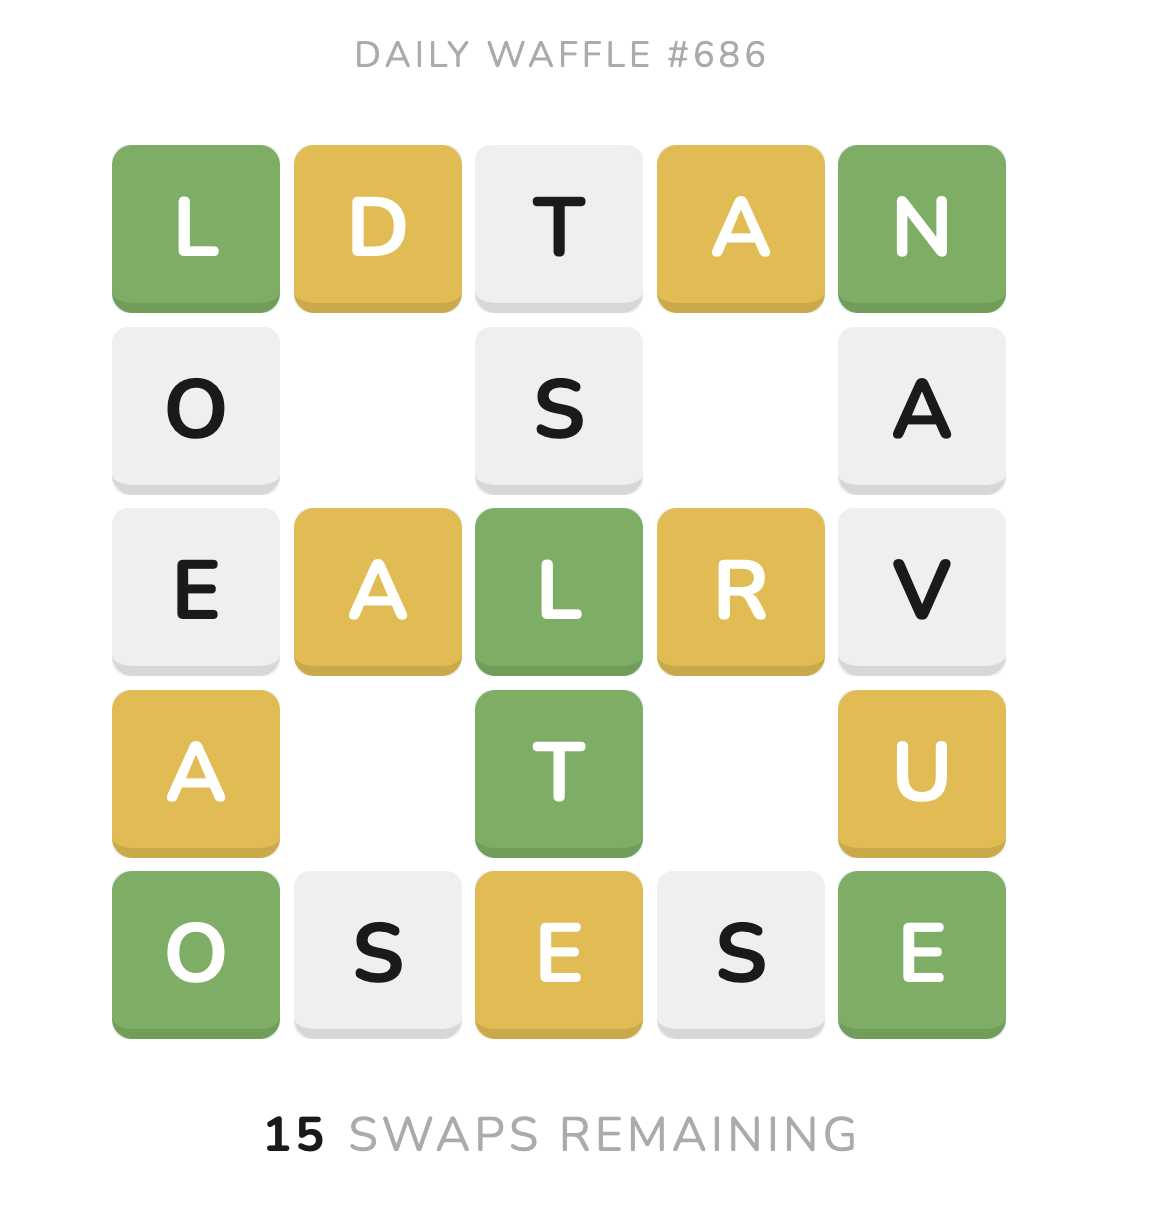 DAILY WAFFLE #686
L D T A N
O S A
E A L R V
A T U
O S E S E
15 SWAPS REMAINING